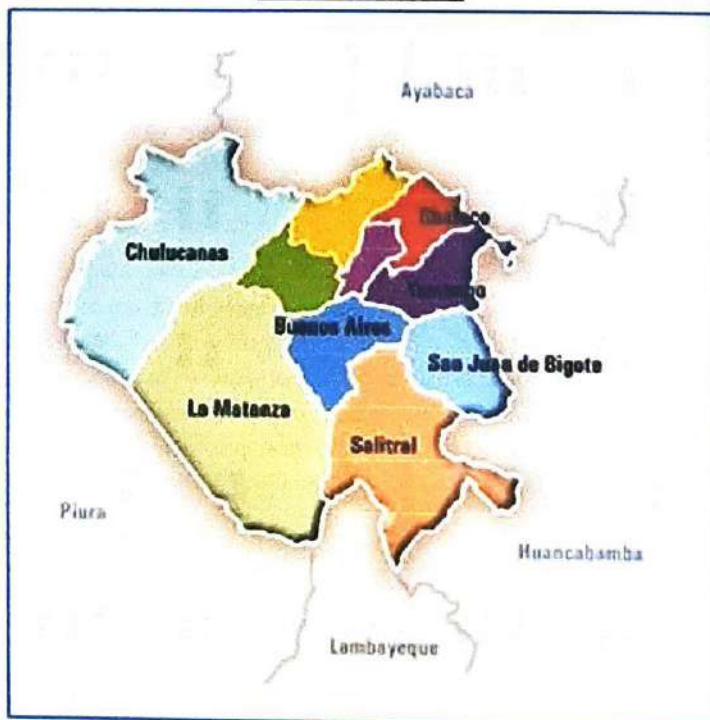 Ayabaca
Chulucanas
Buenos Aires
San Juan de Bigote
La Matanza
Salitral
Piura
Huancabamba
Lambayeque